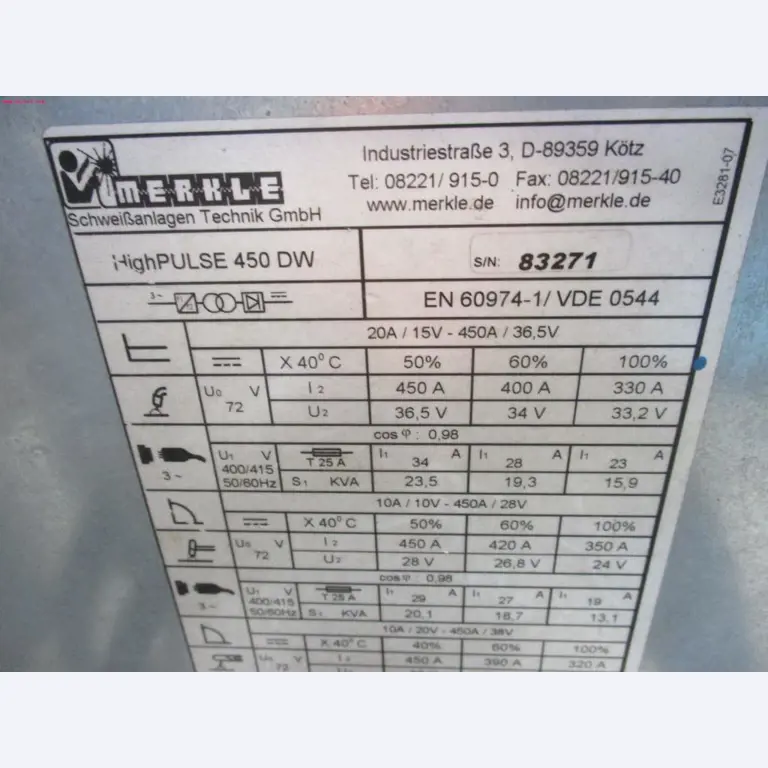 MERKLE
Schweißanlagen Technik GmbH
Industriestraße 3, D-89359 Kötz
Tel: 08221/ 915-0 Fax: 08221/915-40
www.merkle.de info@merkle.de
E3281-07
HighPULSE 450 DW
S/N: 83271
3~
EN 60974-1/ VDE 0544
20A / 15V - 450A / 36,5V
X 40°C 50% 60% 100%
U0 V 72 I2 450 A 400 A 330 A
U2 36,5 V 34 V 33,2 V
cos φ : 0,98
3~ U1 V 400/415 50/60Hz T 25 A I1 34 A I1 28 A I1 23 A
S1 KVA 23,5 19,3 15,9
10A / 10V - 450A / 28V
X 40°C 50% 60% 100%
U0 V 72 I2 450 A 420 A 350 A
U2 28 V 26,8 V 24 V
cos φ : 0,98
3~ U1 V 400/415 50/60Hz T 25 A I1 29 A I1 27 A I1 19 A
S1 KVA 20,1 18,7 13,1
10A / 20V - 450A / 38V
X 40°C 40% 60% 100%
U0 V 72 I2 450 A 390 A 320 A